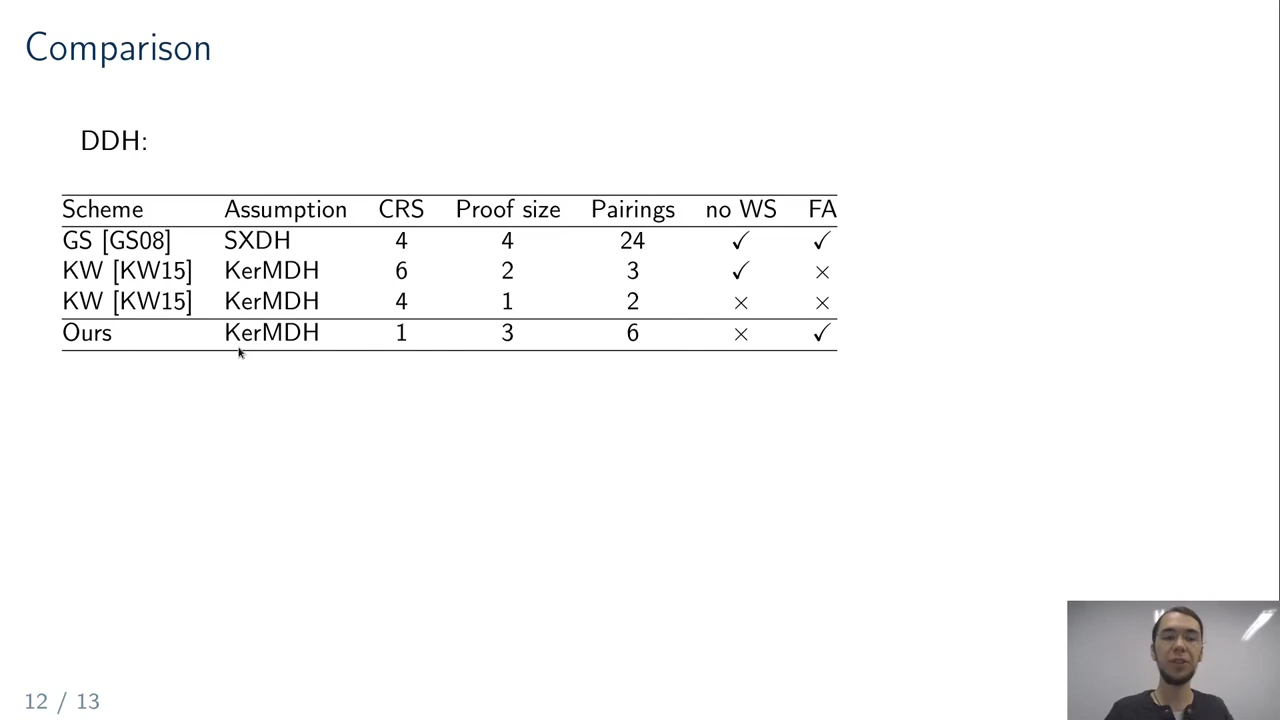 Comparison
DDH:
Scheme Assumption CRS Proof size Pairings no WS FA
GS [GS08] SXDH 4 4 24 ✓ ✓
KW [KW15] KerMDH 6 2 3 ✓ ×
KW [KW15] KerMDH 4 1 2 × ×
Ours KerMDH 1 3 6 × ✓
12 / 13